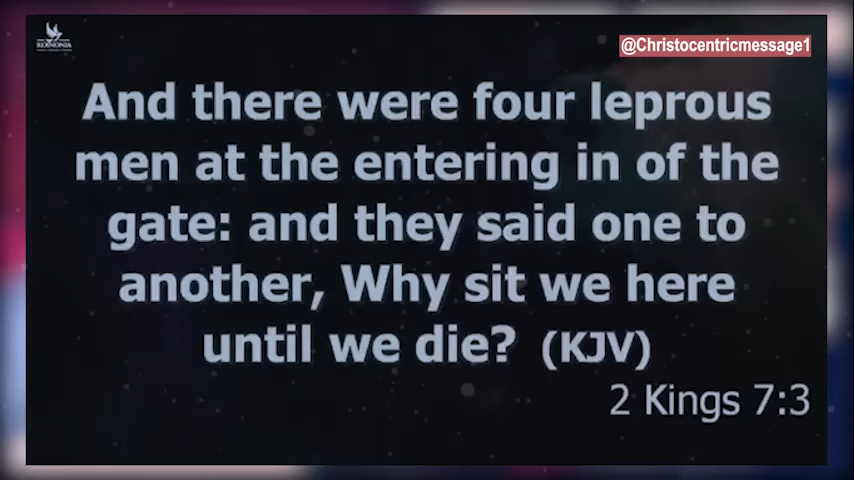 KOINONIA
@Christocentricmessage1
And there were four leprous
men at the entering in of the
gate: and they said one to
another, Why sit we here
until we die? (KJV)
2 Kings 7:3